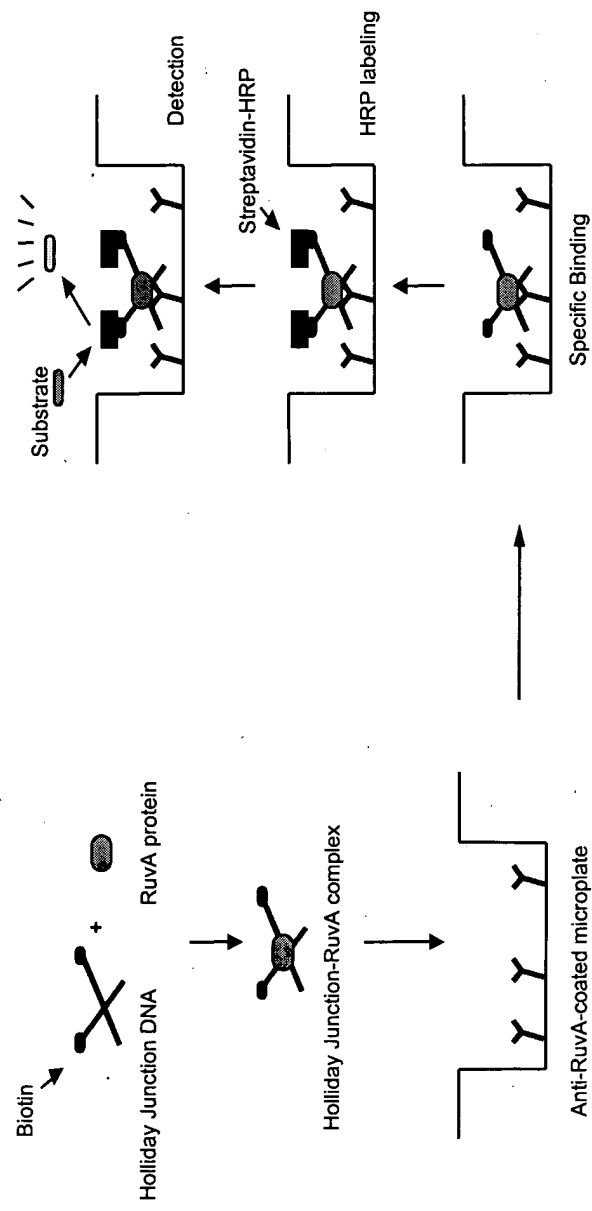 Biotin
+
Holliday Junction DNA
RuvA protein
Holliday Junction-RuvA complex
Anti-RuvA-coated microplate
Specific Binding
HRP labeling
Streptavidin-HRP
Detection
Substrate